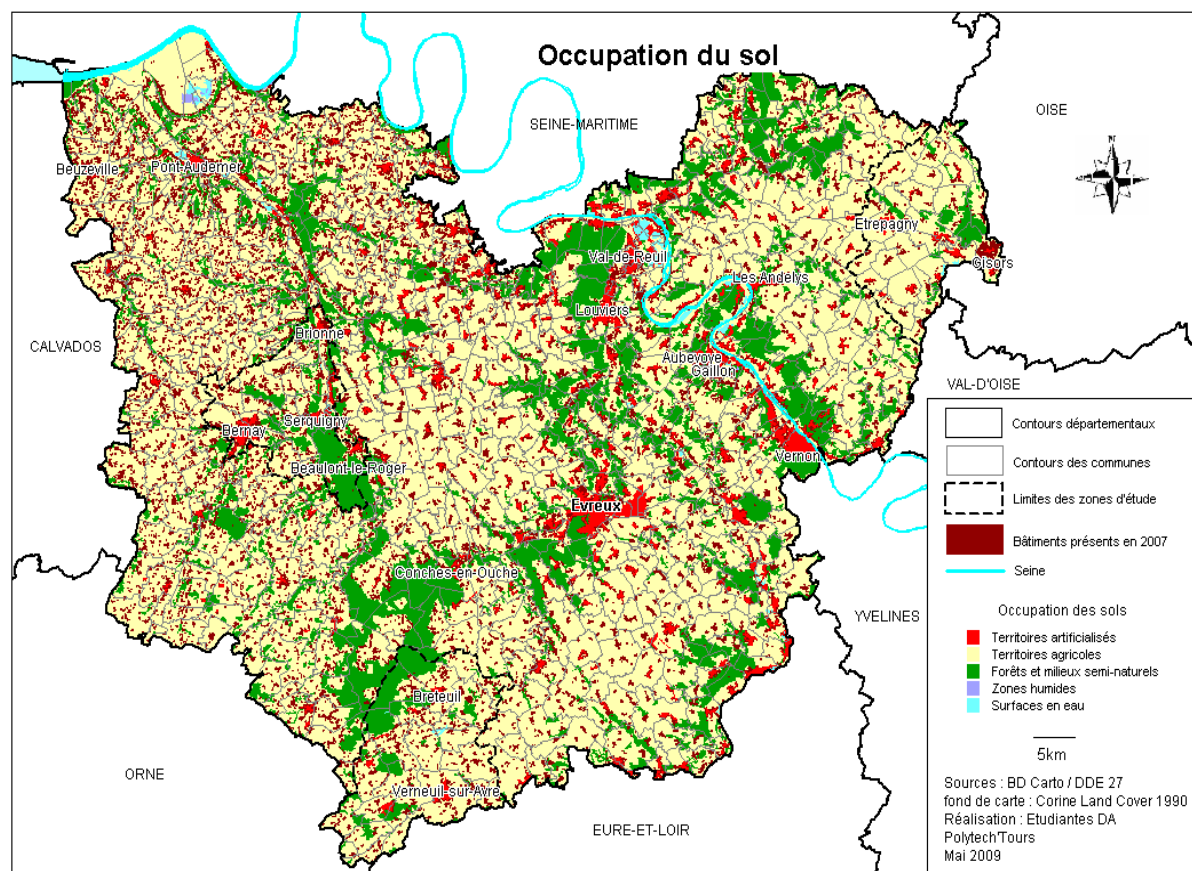 Occupation du sol
OISE
SEINE-MARITIME
N
Beuzeville
Pont-Audemer
Etrepagny
Val-de-Reuil
Gisors
Les Andelys
Louviers
Brionne
CALVADOS
Aubevoye
Gaillon
VAL-D'OISE
Serquigny
Bernay
Vernon
Beaulont-le-Roger
Evreux
Conches-en-Ouche
YVELINES
Breteuil
ORNE
Verneuil-sur-Avre
EURE-ET-LOIR
Contours départementaux
Contours des communes
Limites des zones d'étude
Bâtiments présents en 2007
Seine
Occupation des sols
Territoires artificialisés
Territoires agricoles
Forêts et milieux semi-naturels
Zones humides
Surfaces en eau
5km
Sources : BD Carto / DDE 27
fond de carte : Corine Land Cover 1990
Réalisation : Etudiantes DA
Polytech'Tours
Mai 2009